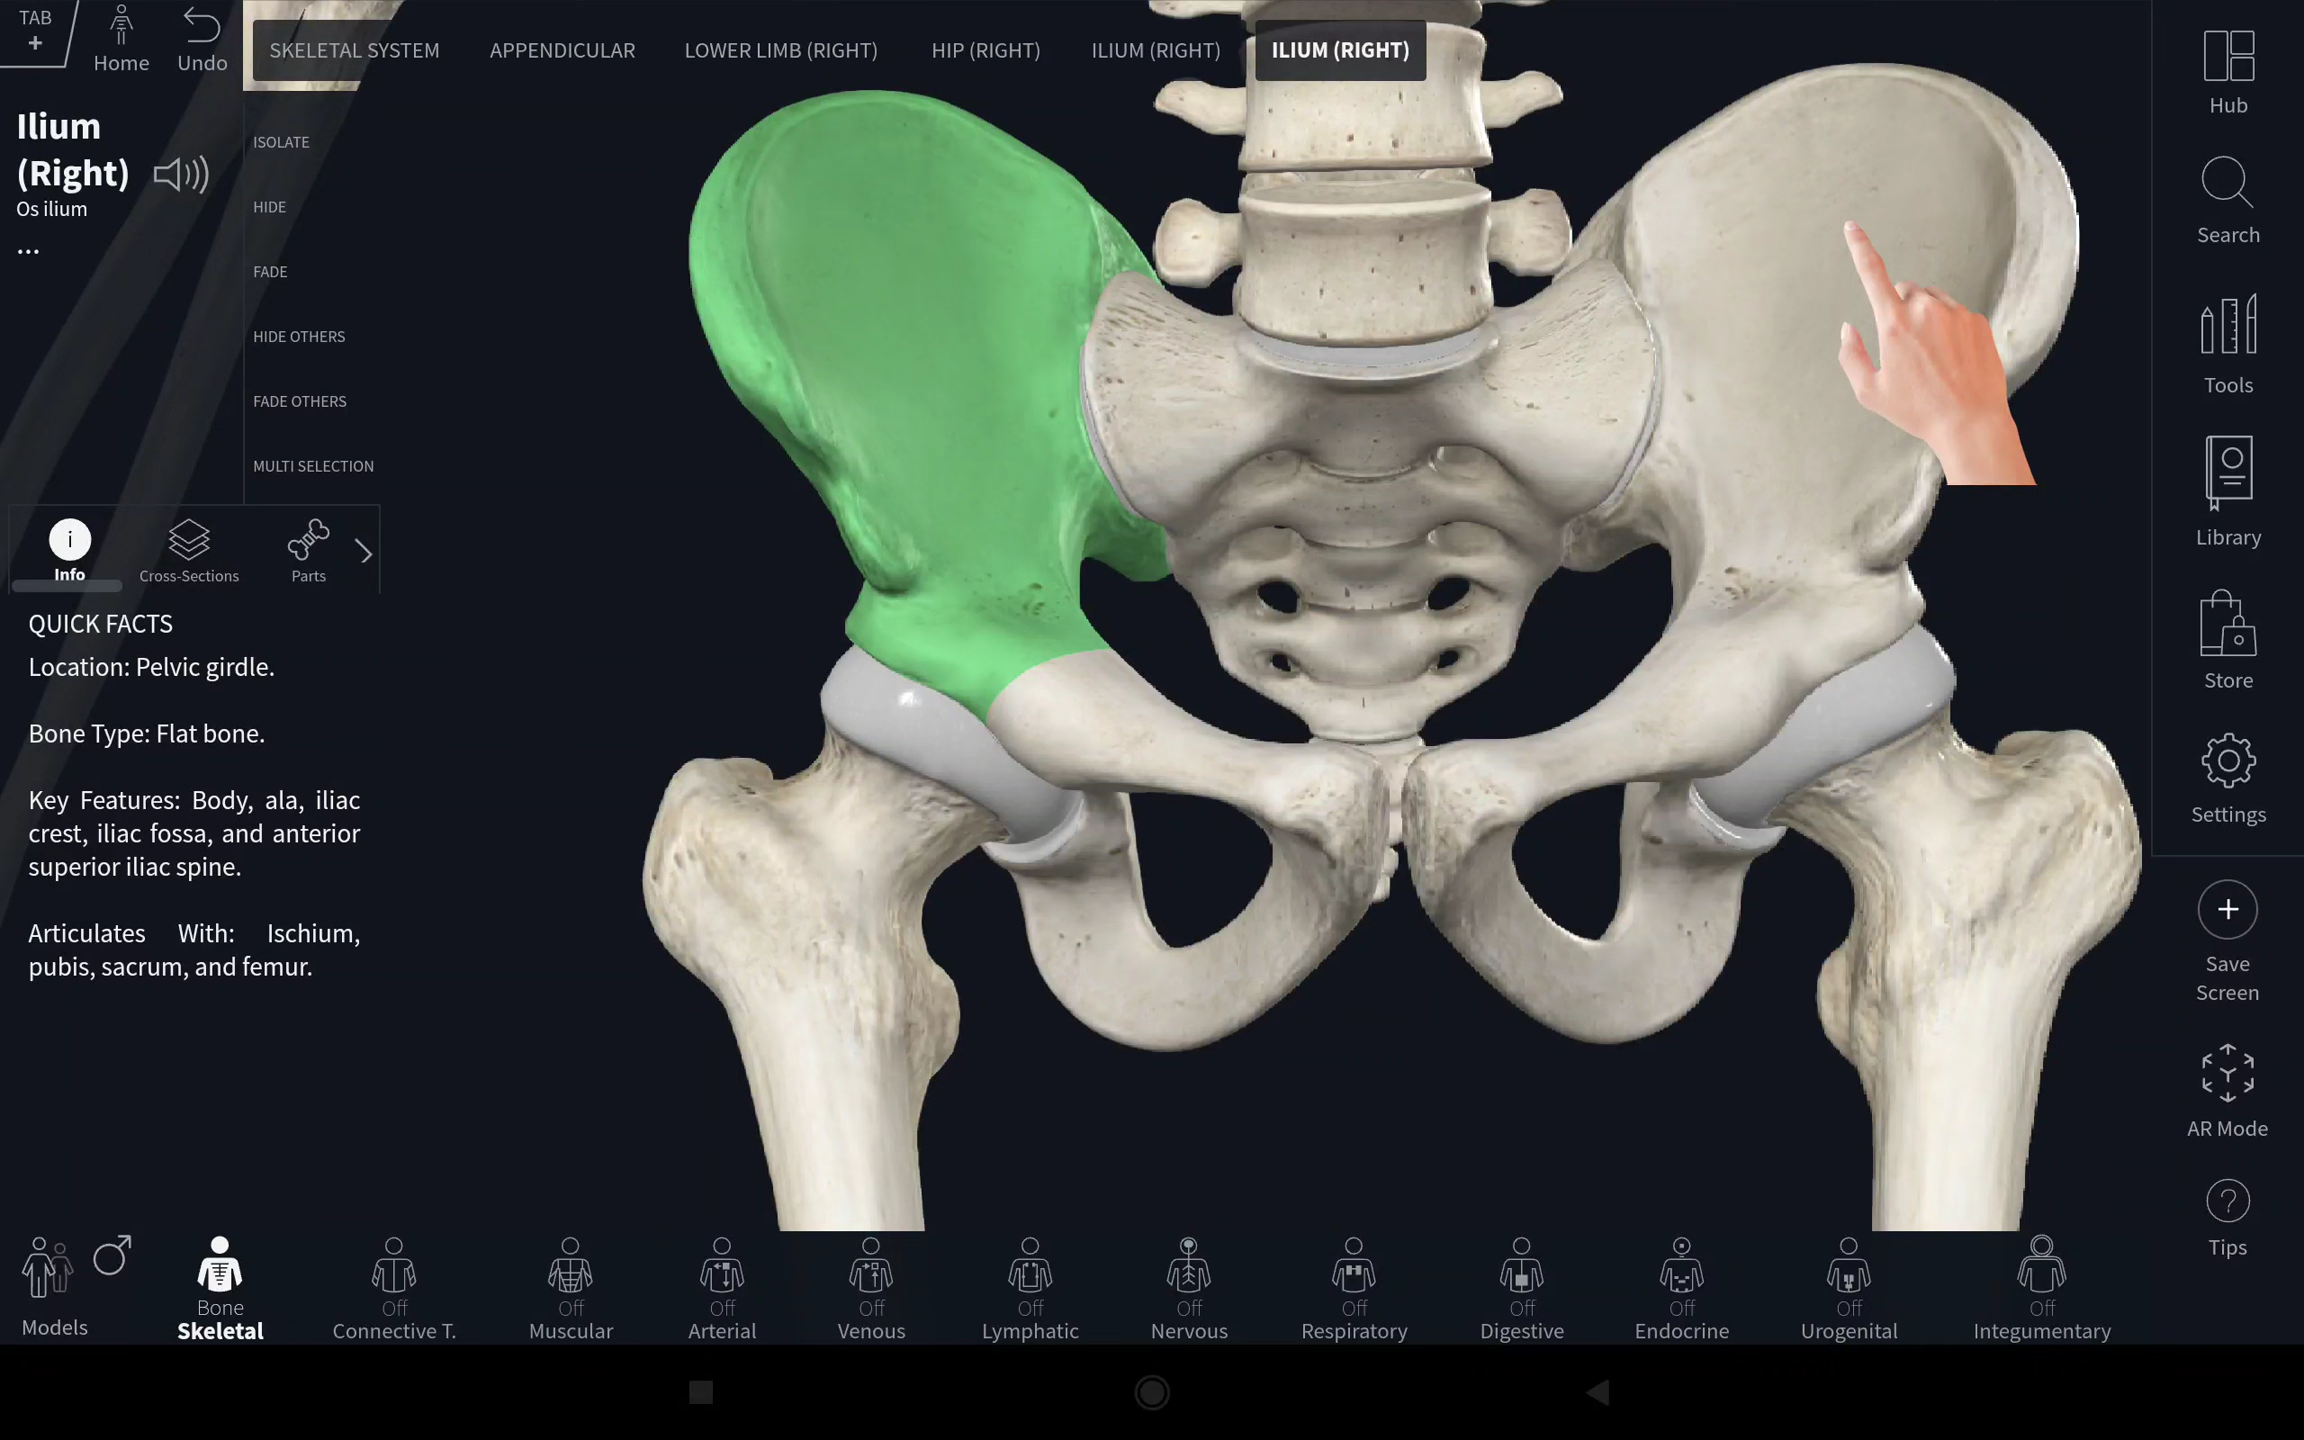 TAB
+
Home
Undo
SKELETAL SYSTEM
APPENDICULAR
LOWER LIMB (RIGHT)
HIP (RIGHT)
ILIUM (RIGHT)
ILIUM (RIGHT)
Ilium
(Right)
Os ilium
...
ISOLATE
HIDE
FADE
HIDE OTHERS
FADE OTHERS
MULTI SELECTION
Info
Cross-Sections
Parts
QUICK FACTS
Location: Pelvic girdle.
Bone Type: Flat bone.
Key Features: Body, ala, iliac
crest, iliac fossa, and anterior
superior iliac spine.
Articulates With: Ischium,
pubis, sacrum, and femur.
Hub
Search
Tools
Library
Store
Settings
Save
Screen
AR Mode
Tips
Models
Bone
Skeletal
Off
Connective T.
Off
Muscular
Off
Arterial
Off
Venous
Off
Lymphatic
Off
Nervous
Off
Respiratory
Off
Digestive
Off
Endocrine
Off
Urogenital
Off
Integumentary